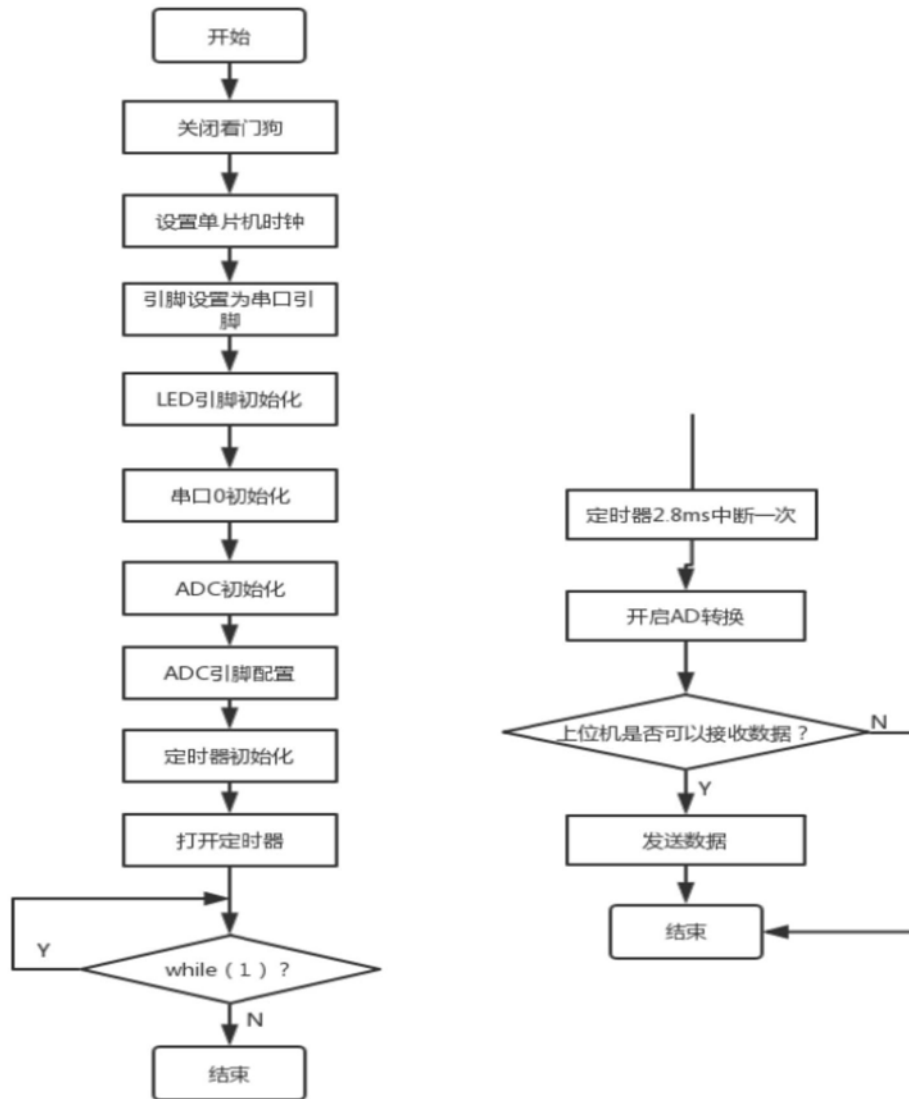 开始
关闭看门狗
设置单片机时钟
引脚设置为串口引
脚
LED引脚初始化
串口0初始化
ADC初始化
ADC引脚配置
定时器初始化
打开定时器
Y
while（1）？
N
结束
定时器2.8ms中断一次
开启AD转换
上位机是否可以接收数据？
N
Y
发送数据
结束